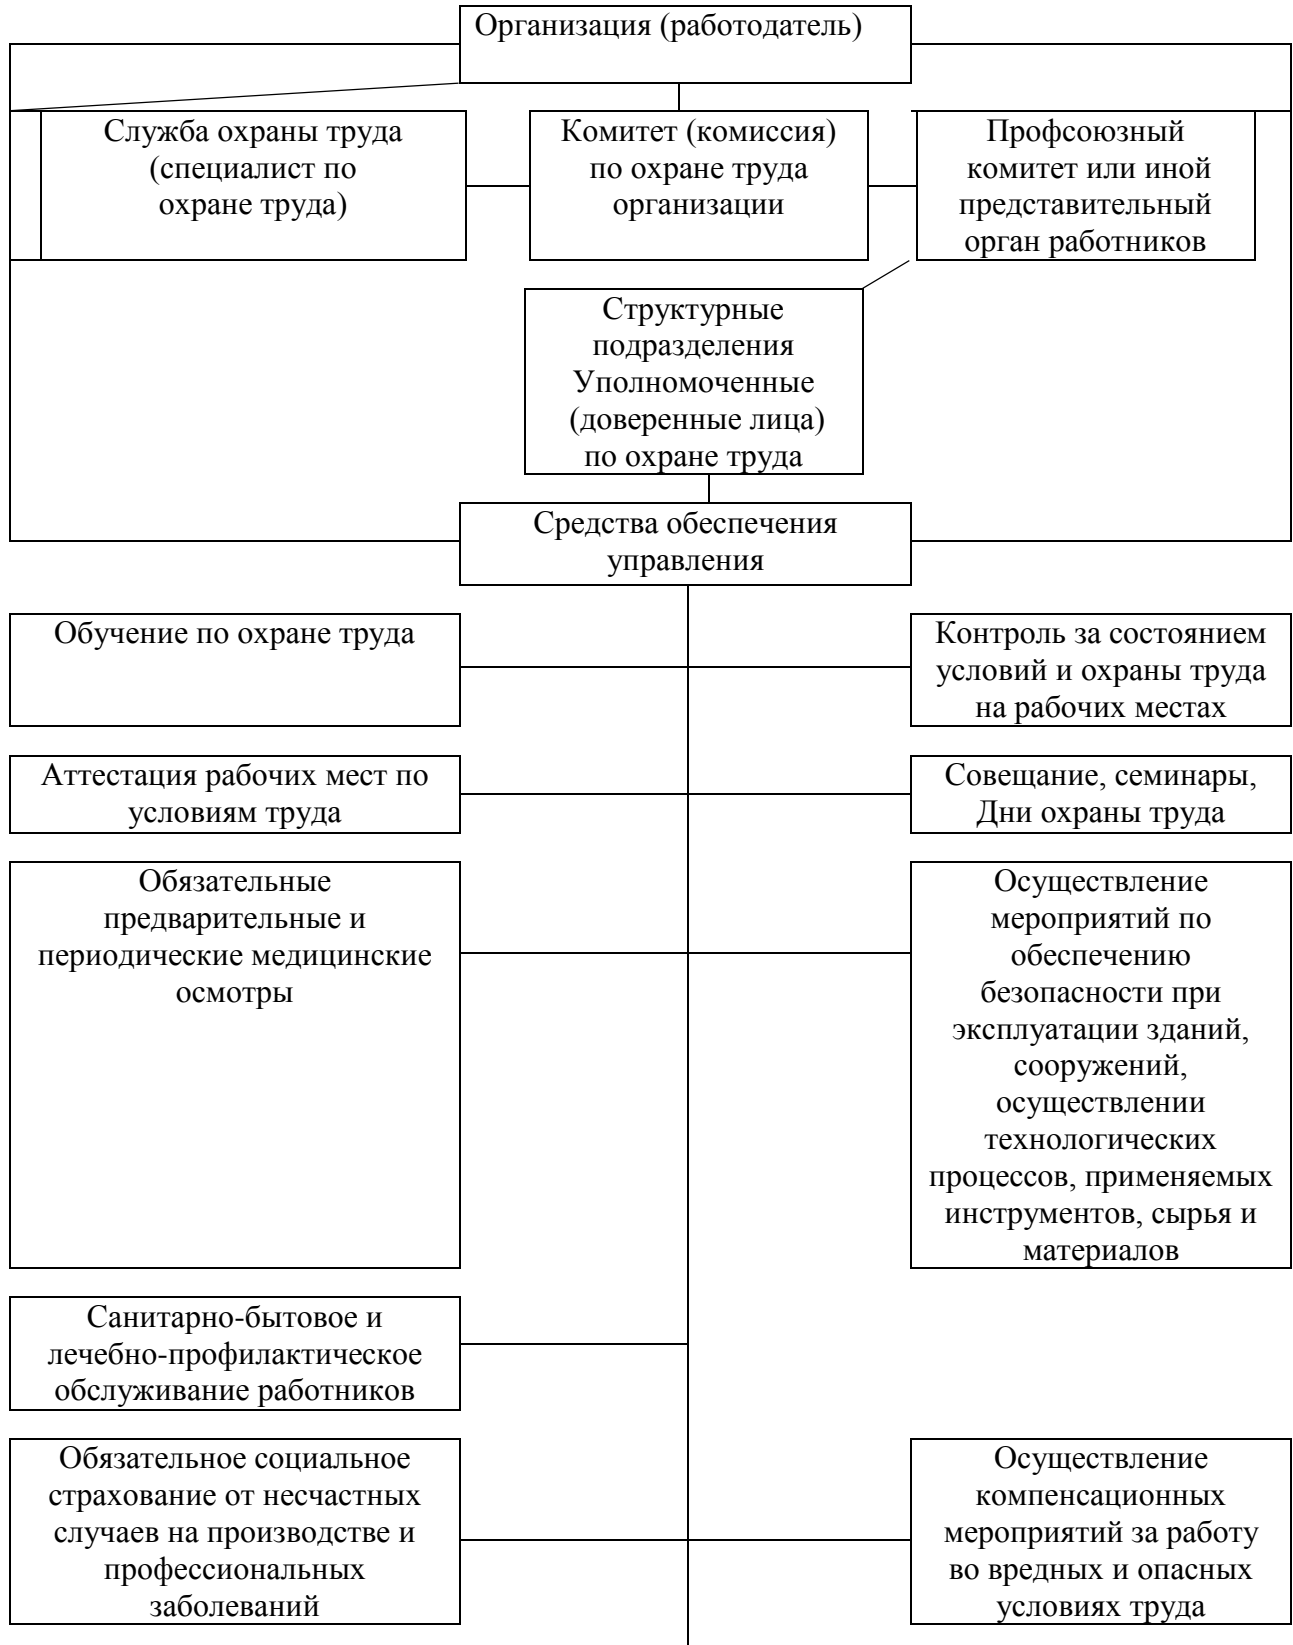 Организация (работодатель)
Служба охраны труда
(специалист по
охране труда)
Комитет (комиссия)
по охране труда
организации
Профсоюзный
комитет или иной
представительный
орган работников
Структурные
подразделения
Уполномоченные
(доверенные лица)
по охране труда
Средства обеспечения
управления
Обучение по охране труда
Контроль за состоянием
условий и охраны труда
на рабочих местах
Аттестация рабочих мест по
условиям труда
Совещание, семинары,
Дни охраны труда
Обязательные
предварительные и
периодические медицинские
осмотры
Осуществление
мероприятий по
обеспечению
безопасности при
эксплуатации зданий,
сооружений,
осуществлении
технологических
процессов, применяемых
инструментов, сырья и
материалов
Санитарно-бытовое и
лечебно-профилактическое
обслуживание работников
Обязательное социальное
страхование от несчастных
случаев на производстве и
профессиональных
заболеваний
Осуществление
компенсационных
мероприятий за работу
во вредных и опасных
условиях труда